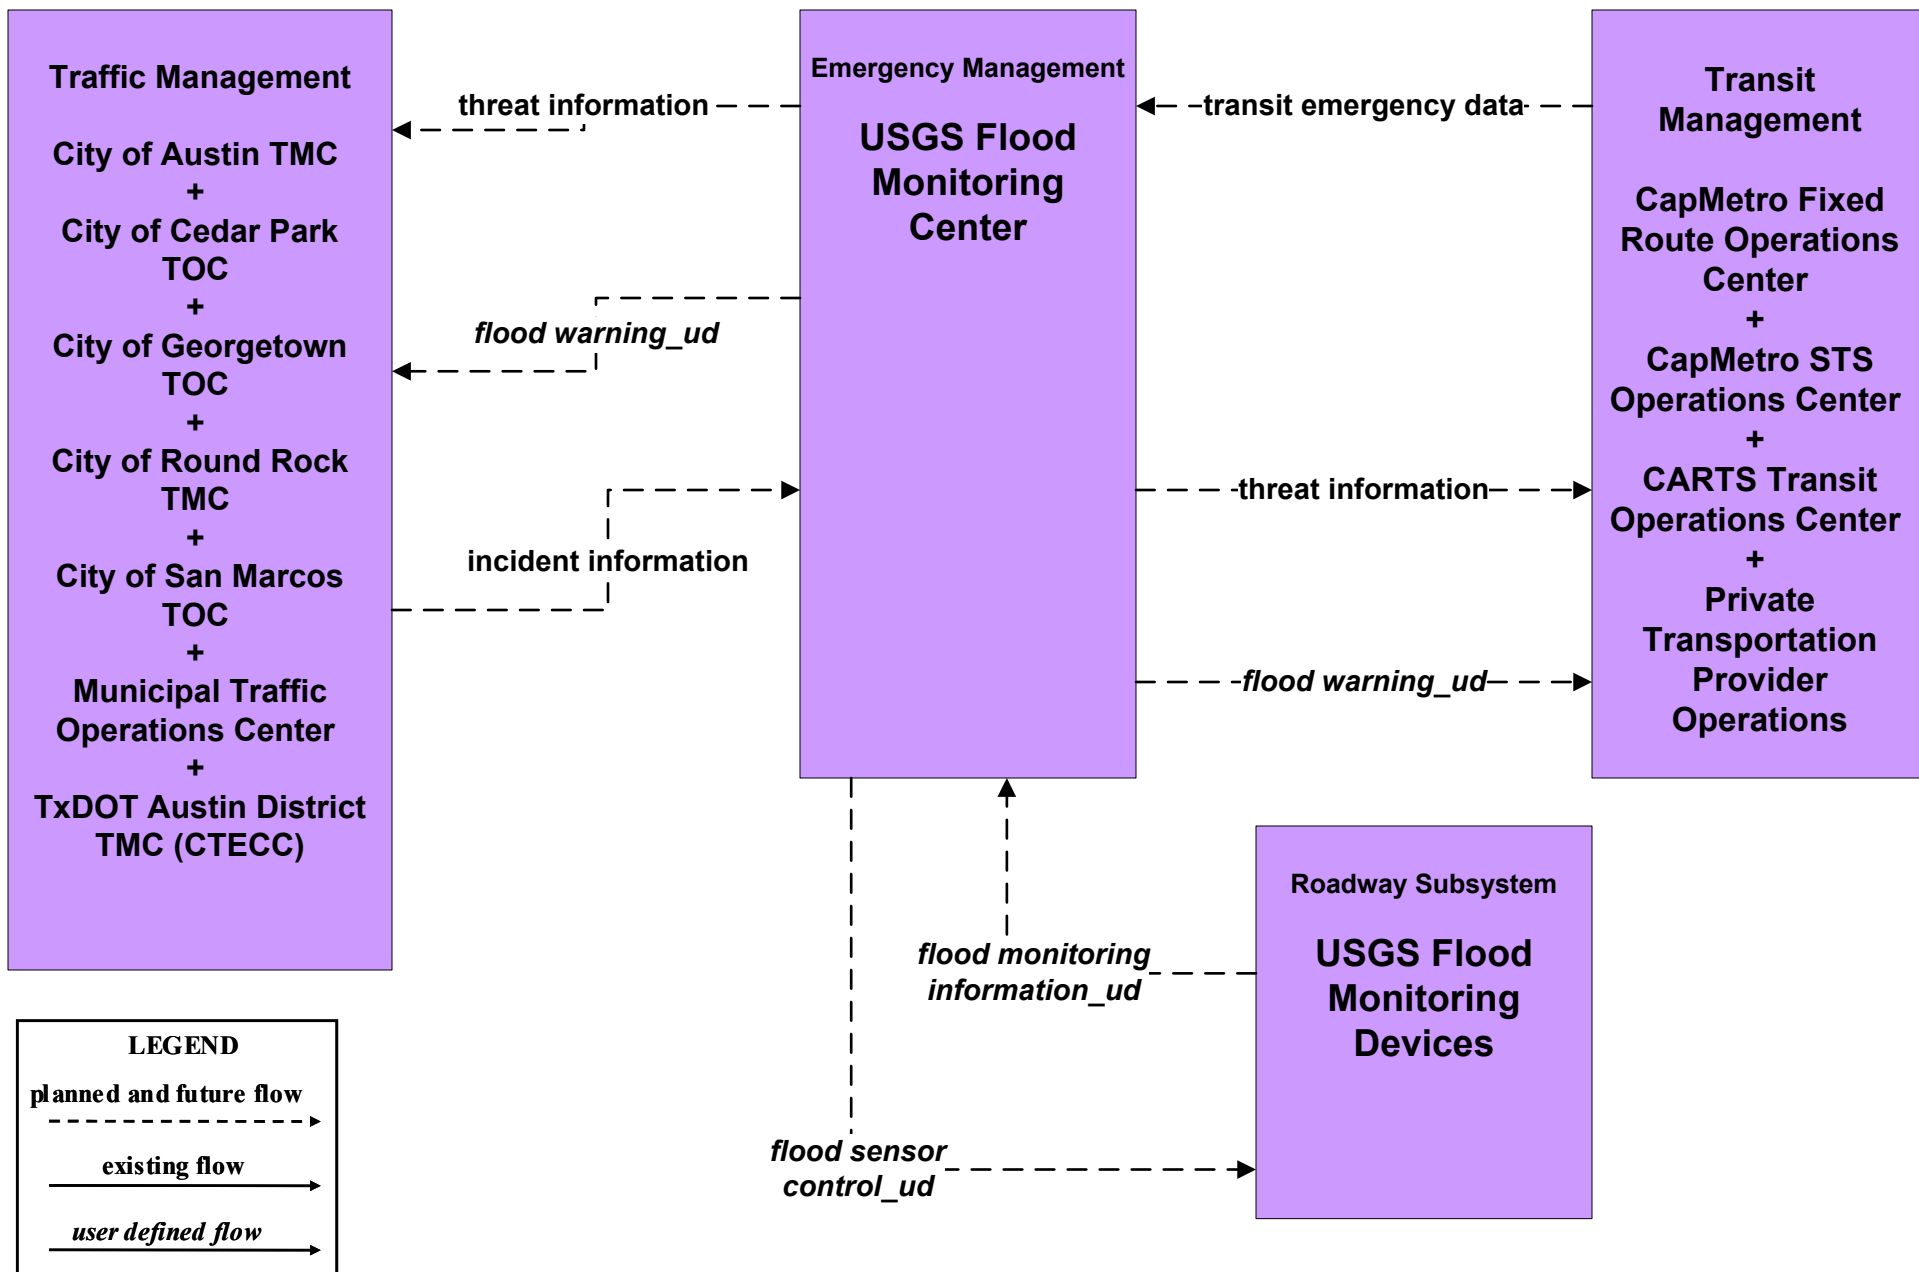 Traffic Management
City of Austin TMC
+
City of Cedar Park
TOC
+
City of Georgetown
TOC
+
City of Round Rock
TMC
+
City of San Marcos
TOC
+
Municipal Traffic
Operations Center
+
TxDOT Austin District
TMC (CTECC)
threat information
flood warning_ud
incident information
Emergency Management
USGS Flood
Monitoring
Center
transit emergency data
threat information
flood warning_ud
Transit
Management
CapMetro Fixed
Route Operations
Center
+
CapMetro STS
Operations Center
+
CARTS Transit
Operations Center
+
Private
Transportation
Provider
Operations
flood monitoring
information_ud
flood sensor
control_ud
Roadway Subsystem
USGS Flood
Monitoring
Devices
LEGEND
planned and future flow
existing flow
user defined flow